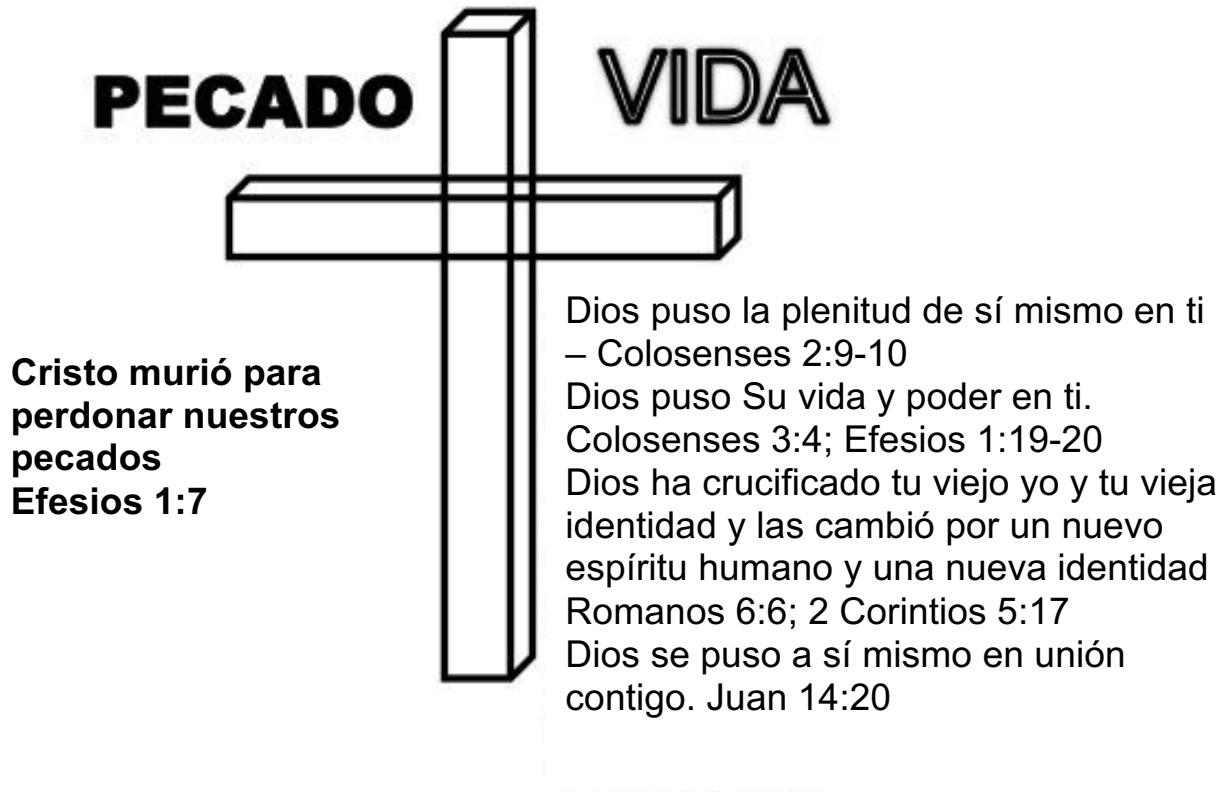 PECADO
VIDA
Cristo murió para
perdonar nuestros
pecados
Efesios 1:7
Dios puso la plenitud de sí mismo en ti
– Colosenses 2:9-10
Dios puso Su vida y poder en ti.
Colosenses 3:4; Efesios 1:19-20
Dios ha crucificado tu viejo yo y tu vieja
identidad y las cambió por un nuevo
espíritu humano y una nueva identidad
Romanos 6:6; 2 Corintios 5:17
Dios se puso a sí mismo en unión
contigo. Juan 14:20